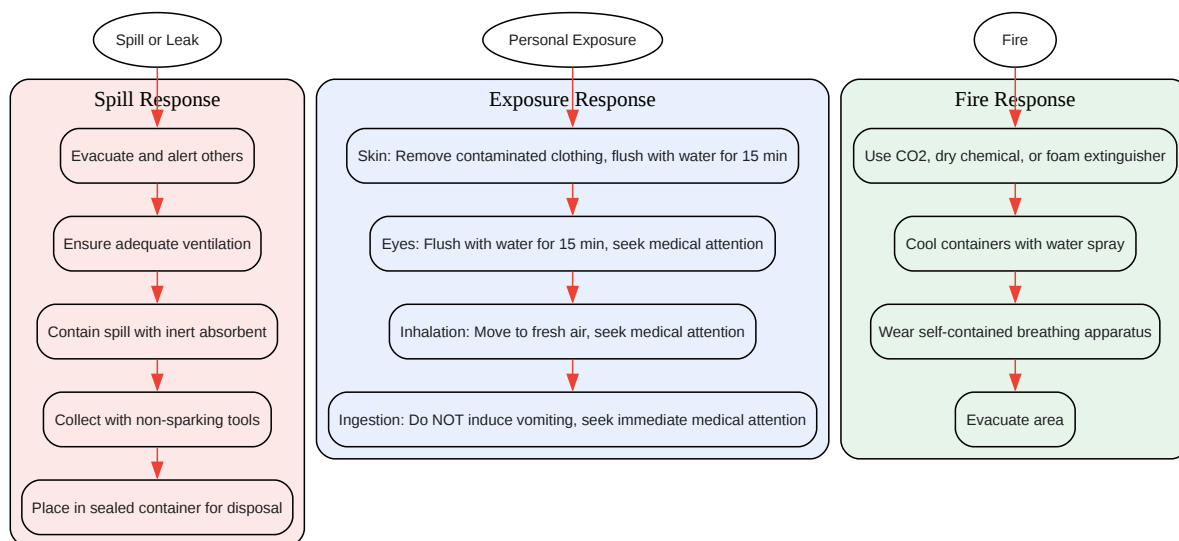 Spill or Leak
Spill Response
Evacuate and alert others
Ensure adequate ventilation
Contain spill with inert absorbent
Collect with non-sparking tools
Place in sealed container for disposal
Personal Exposure
Exposure Response
Skin: Remove contaminated clothing, flush with water for 15 min
Eyes: Flush with water for 15 min, seek medical attention
Inhalation: Move to fresh air, seek medical attention
Ingestion: Do NOT induce vomiting, seek immediate medical attention
Fire
Fire Response
Use CO2, dry chemical, or foam extinguisher
Cool containers with water spray
Wear self-contained breathing apparatus
Evacuate area